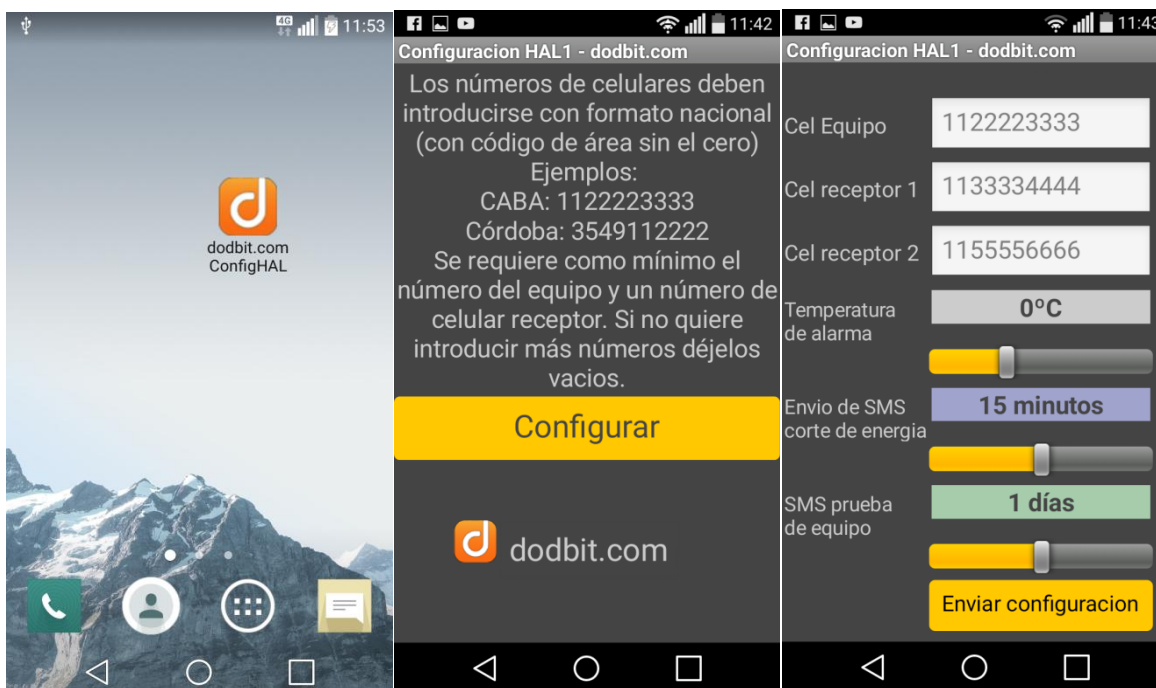 4G 11:53
dodbit.com
ConfigHAL
11:42
Configuracion HAL1 - dodbit.com
Los números de celulares deben
introducirse con formato nacional
(con código de área sin el cero)
Ejemplos:
CABA: 1122223333
Córdoba: 3549112222
Se requiere como mínimo el
número del equipo y un número de
celular receptor. Si no quiere
introducir más números déjelos
vacios.
Configurar
dodbit.com
11:43
Configuracion HAL1 - dodbit.com
Cel Equipo 1122223333
Cel receptor 1 1133334444
Cel receptor 2 1155556666
Temperatura
de alarma
0°C
Envio de SMS
corte de energia
15 minutos
SMS prueba
de equipo
1 días
Enviar configuracion